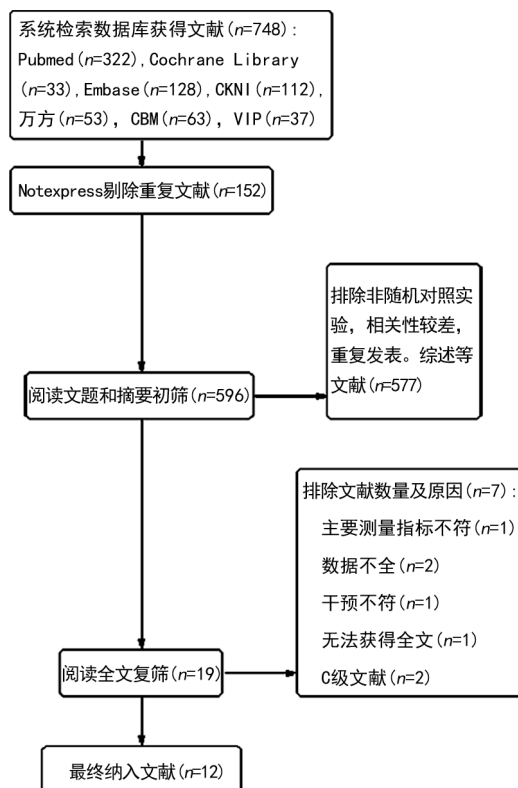 系统检索数据库获得文献(n=748):
Pubmed(n=322),Cochrane Library
(n=33),Embase(n=128),CKNI(n=112),
万方(n=53), CBM(n=63), VIP(n=37)
Notexpress剔除重复文献(n=152)
排除非随机对照实
验，相关性较差，
重复发表。综述等
文献(n=577)
阅读文题和摘要初筛(n=596)
排除文献数量及原因(n=7):
主要测量指标不符(n=1)
数据不全(n=2)
干预不符(n=1)
无法获得全文(n=1)
C级文献(n=2)
阅读全文复筛(n=19)
最终纳入文献(n=12)